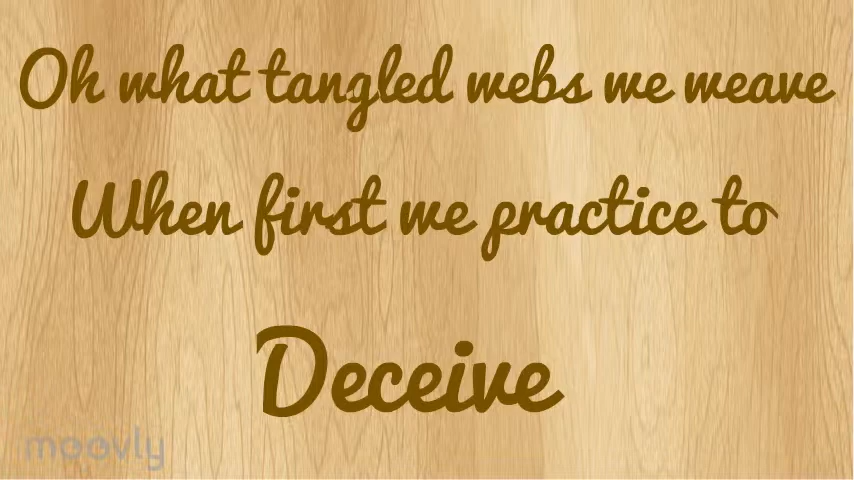 Oh what tangled webs we weave
When first we practice to
Deceive
moovly